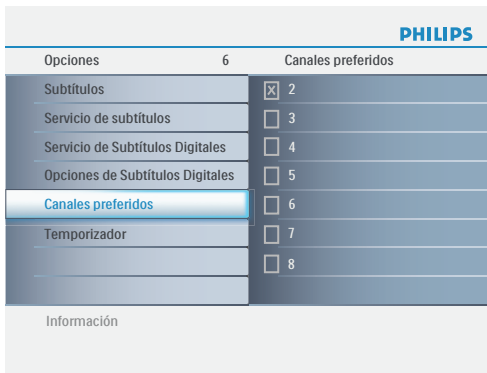 PHILIPS
Opciones 6
Subtítulos
Servicio de subtítulos
Servicio de Subtítulos Digitales
Opciones de Subtítulos Digitales
Canales preferidos
Temporizador
Canales preferidos
X 2
3
4
5
6
7
8
Información